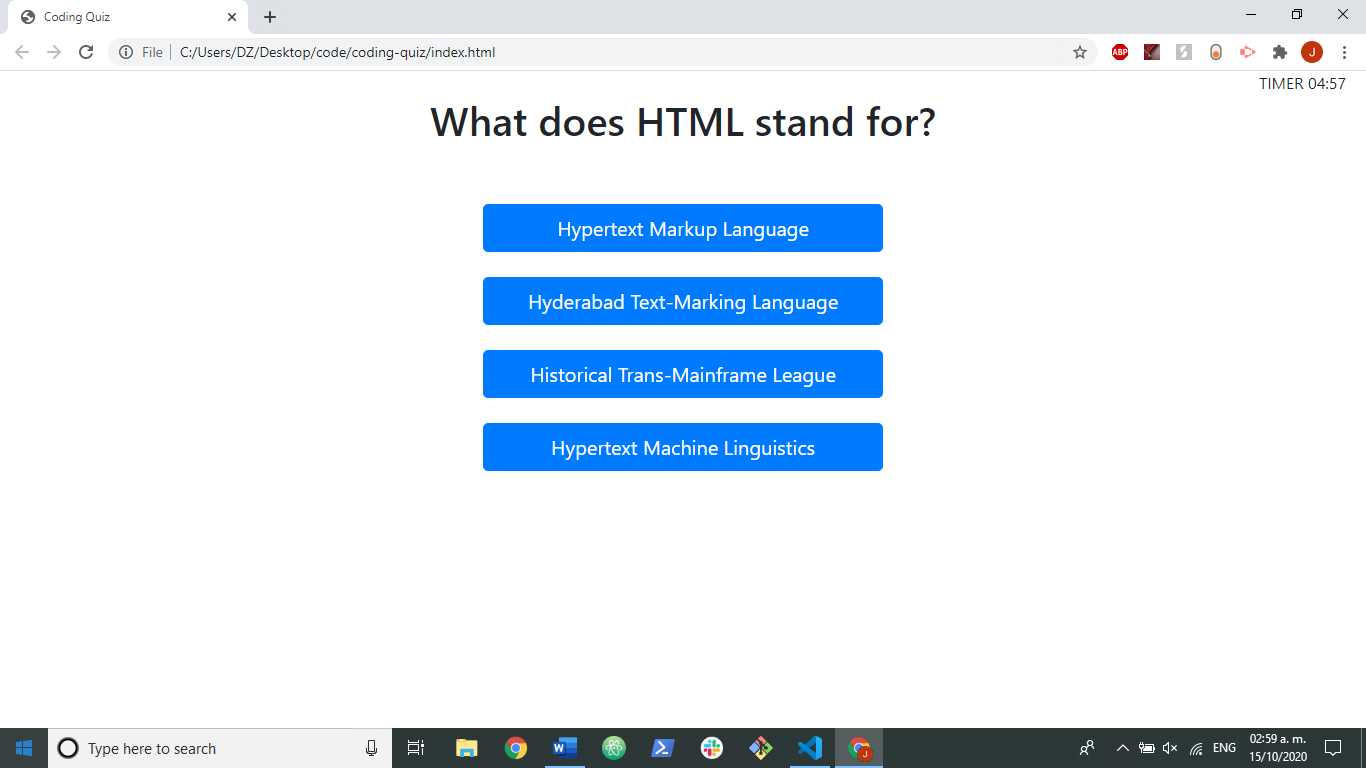 Coding Quiz
File C:/Users/DZ/Desktop/code/coding-quiz/index.html
ABP
J
TIMER 04:57
What does HTML stand for?
Hypertext Markup Language
Hyderabad Text-Marking Language
Historical Trans-Mainframe League
Hypertext Machine Linguistics
Type here to search
W
J
ENG
02:59 a. m.
15/10/2020